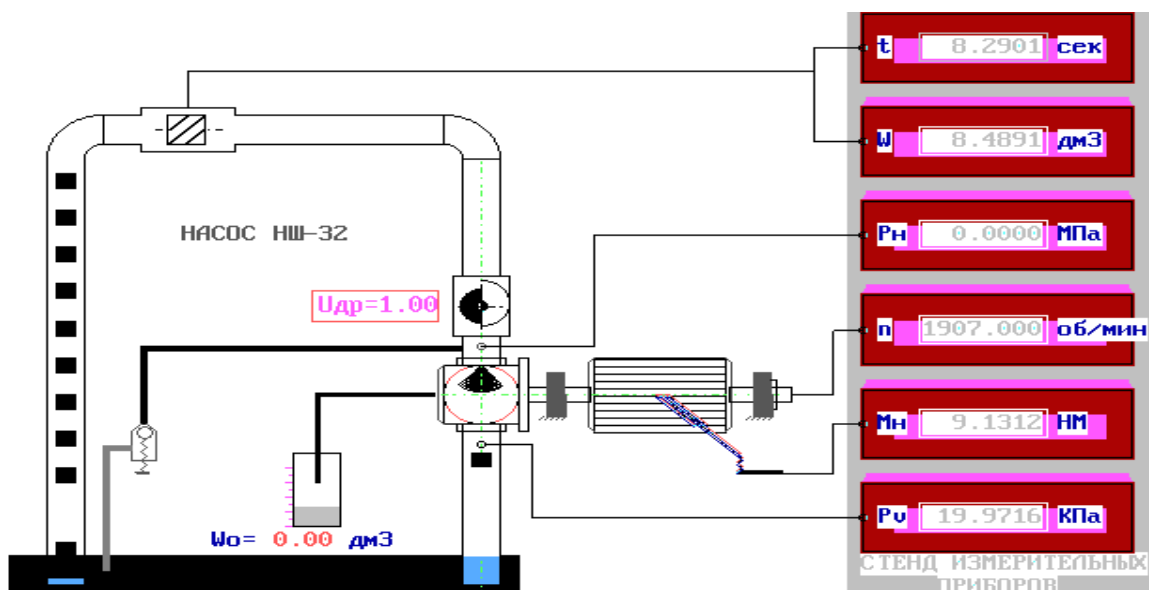 t 8.2901 сек
W 8.4891 дм3
НАСОС НШ-32
Pн 0.0000 МПа
Uдр=1.00
n 1907.000 об/мин
Mн 9.1312 НМ
Pv 19.9716 КПа
Wo= 0.00 дм3
СТЕНД ИЗМЕРИТЕЛЬНЫХ
ПРИБОРОВ